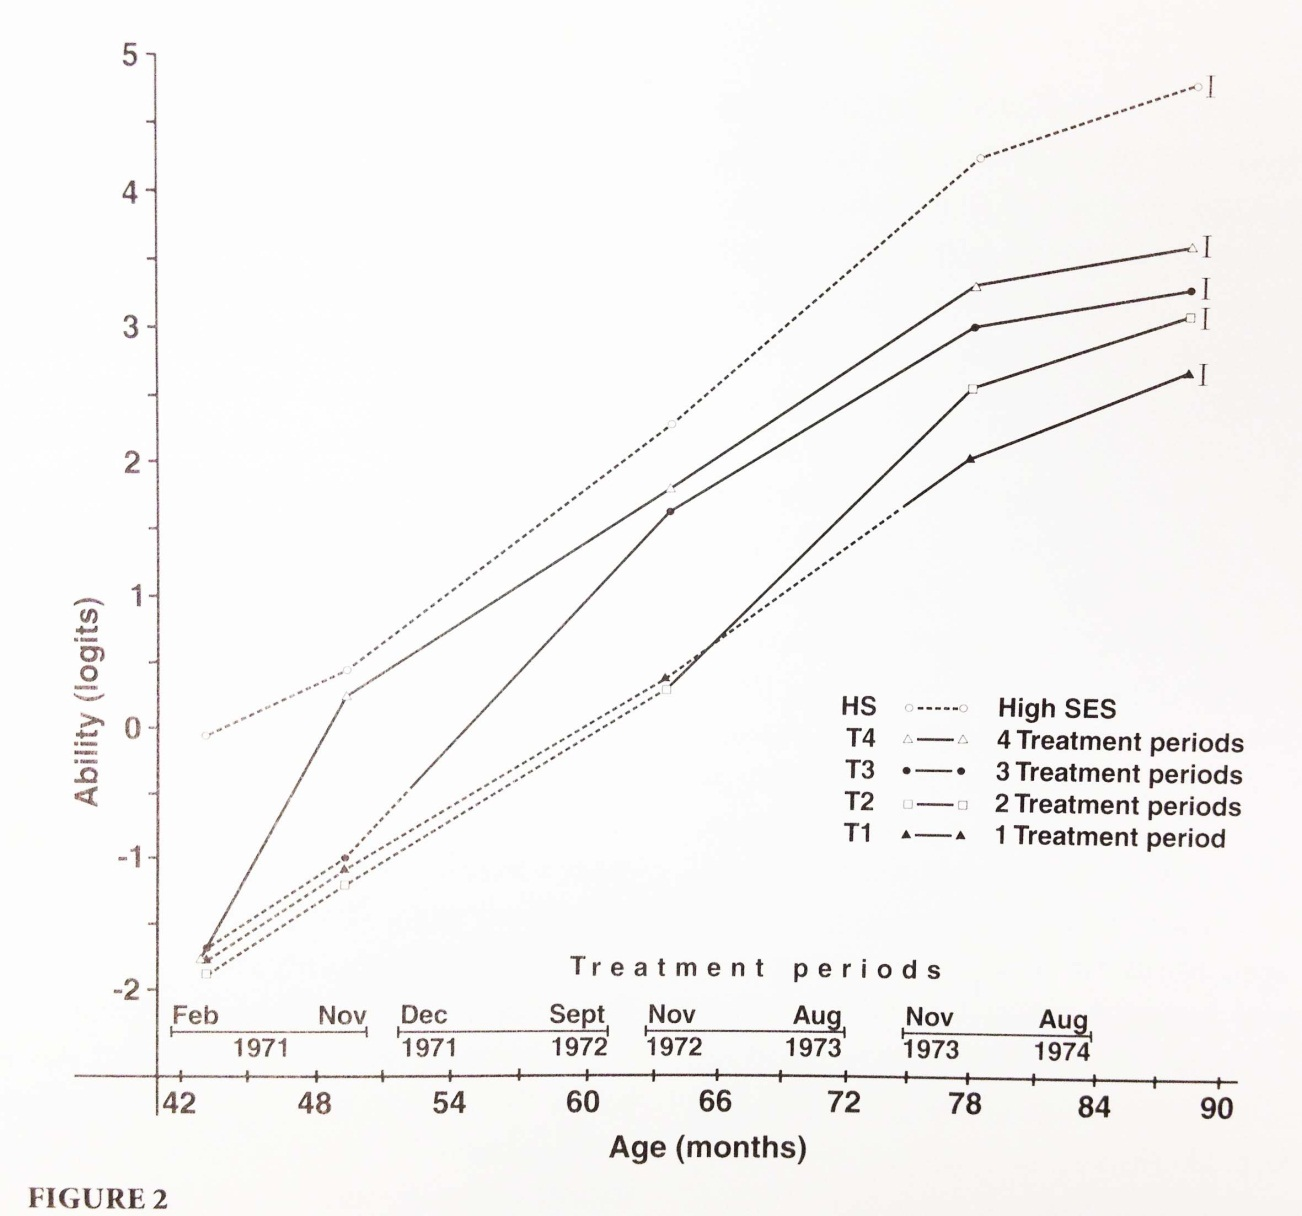 5
4
3
2
1
0
-1
-2
Ability (logits)
HS High SES
T4 4 Treatment periods
T3 3 Treatment periods
T2 2 Treatment periods
T1 1 Treatment period
Treatment periods
Feb Nov Dec Sept Nov Aug Nov Aug
1971 1971 1972 1972 1973 1973 1974
42 48 54 60 66 72 78 84 90
Age (months)
FIGURE 2